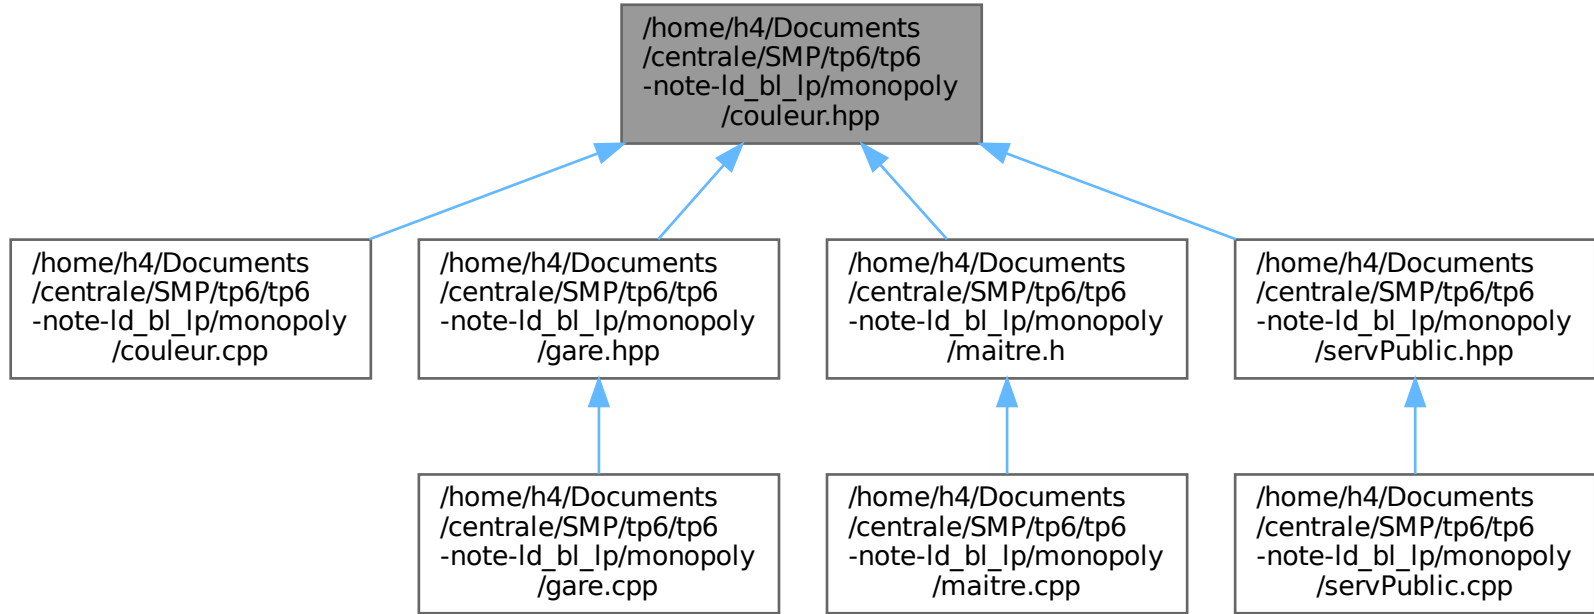 /home/h4/Documents
/centrale/SMP/tp6/tp6
-note-ld_bl_lp/monopoly
/couleur.hpp
/home/h4/Documents
/centrale/SMP/tp6/tp6
-note-ld_bl_lp/monopoly
/couleur.cpp
/home/h4/Documents
/centrale/SMP/tp6/tp6
-note-ld_bl_lp/monopoly
/gare.hpp
/home/h4/Documents
/centrale/SMP/tp6/tp6
-note-ld_bl_lp/monopoly
/maitre.h
/home/h4/Documents
/centrale/SMP/tp6/tp6
-note-ld_bl_lp/monopoly
/servPublic.hpp
/home/h4/Documents
/centrale/SMP/tp6/tp6
-note-ld_bl_lp/monopoly
/gare.cpp
/home/h4/Documents
/centrale/SMP/tp6/tp6
-note-ld_bl_lp/monopoly
/maitre.cpp
/home/h4/Documents
/centrale/SMP/tp6/tp6
-note-ld_bl_lp/monopoly
/servPublic.cpp